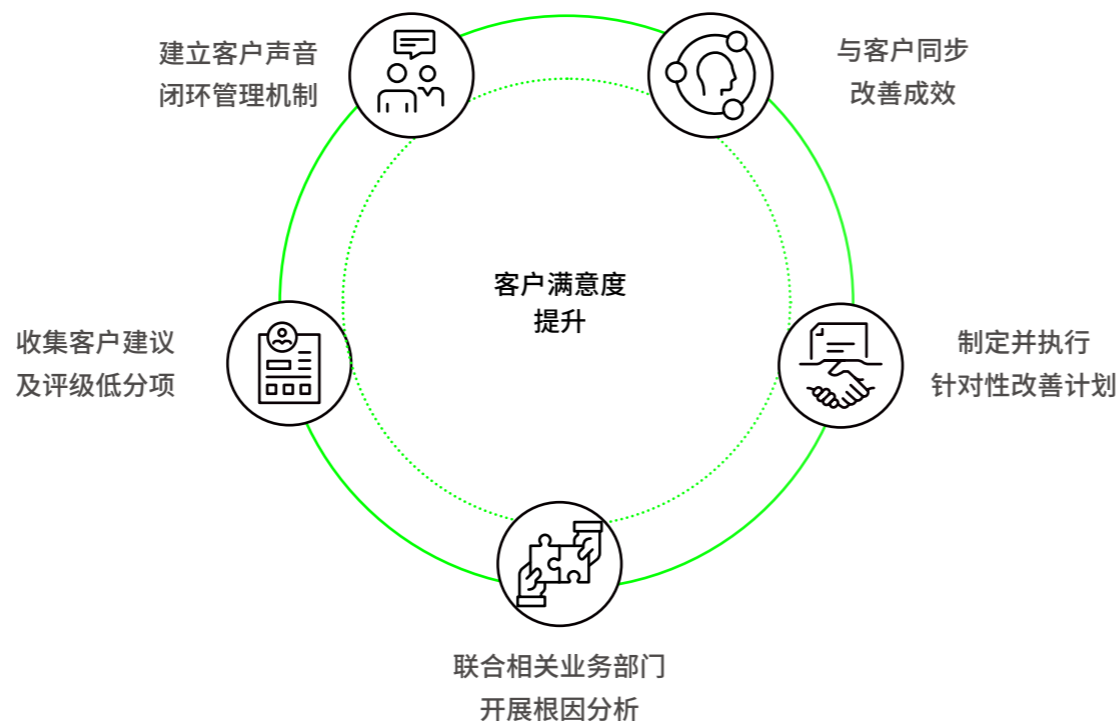 建立客户声音
闭环管理机制
与客户同步
改善成效
客户满意度
提升
收集客户建议
及评级低分项
制定并执行
针对性改善计划
联合相关业务部门
开展根因分析